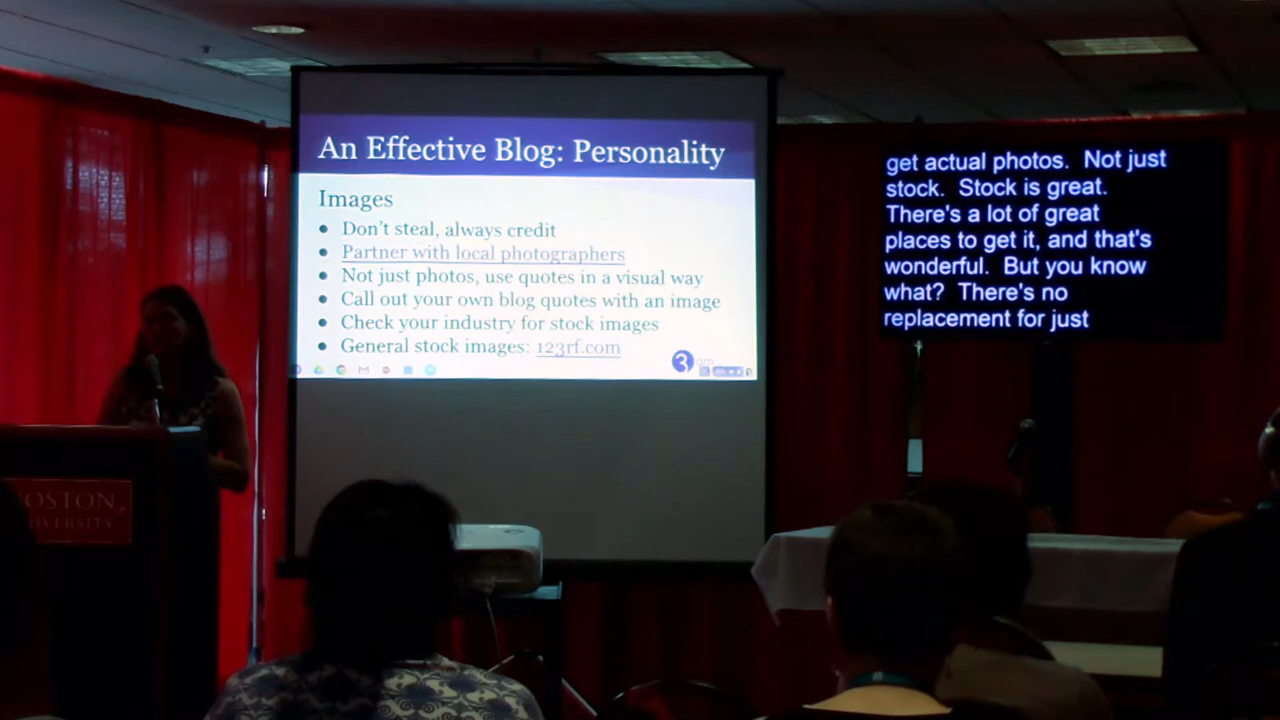 An Effective Blog: Personality
Images
• Don't steal, always credit
• Partner with local photographers
• Not just photos, use quotes in a visual way
• Call out your own blog quotes with an image
• Check your industry for stock images
• General stock images: 123rf.com
3
get actual photos. Not just
stock. Stock is great.
There's a lot of great
places to get it, and that's
wonderful. But you know
what? There's no
replacement for just
OSTON
VERSITY